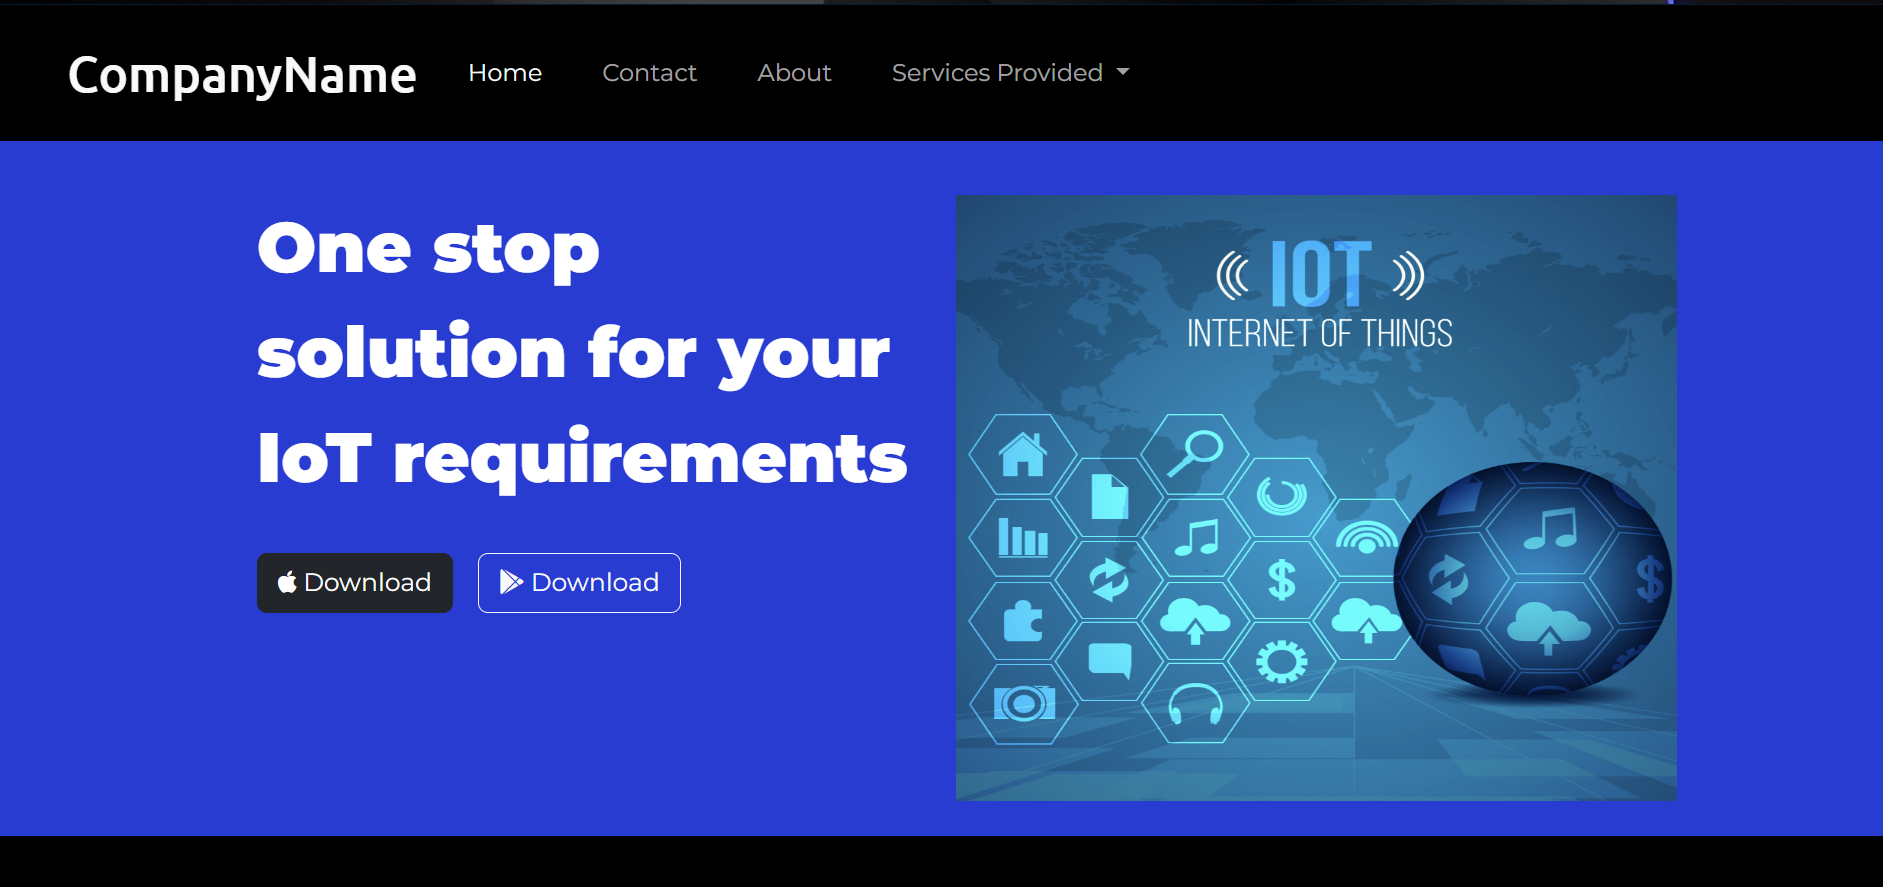 CompanyName
Home
Contact
About
Services Provided
One stop
solution for your
IoT requirements
Download
Download
IOT
INTERNET OF THINGS